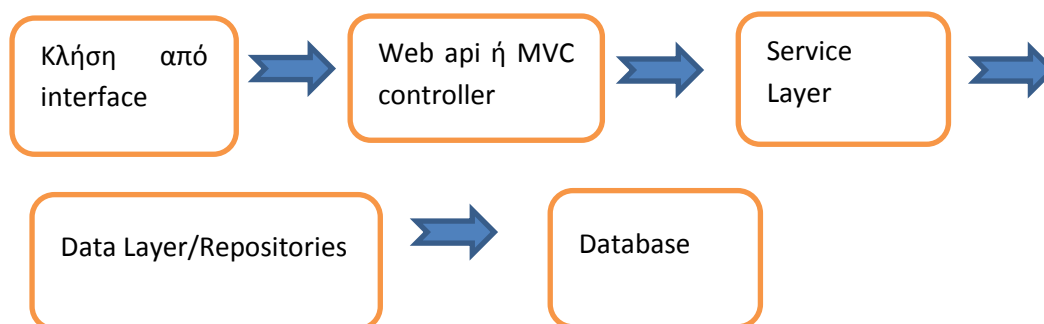 Κλήση από
interface
Web api ή MVC
controller
Service
Layer
Data Layer/Repositories
Database